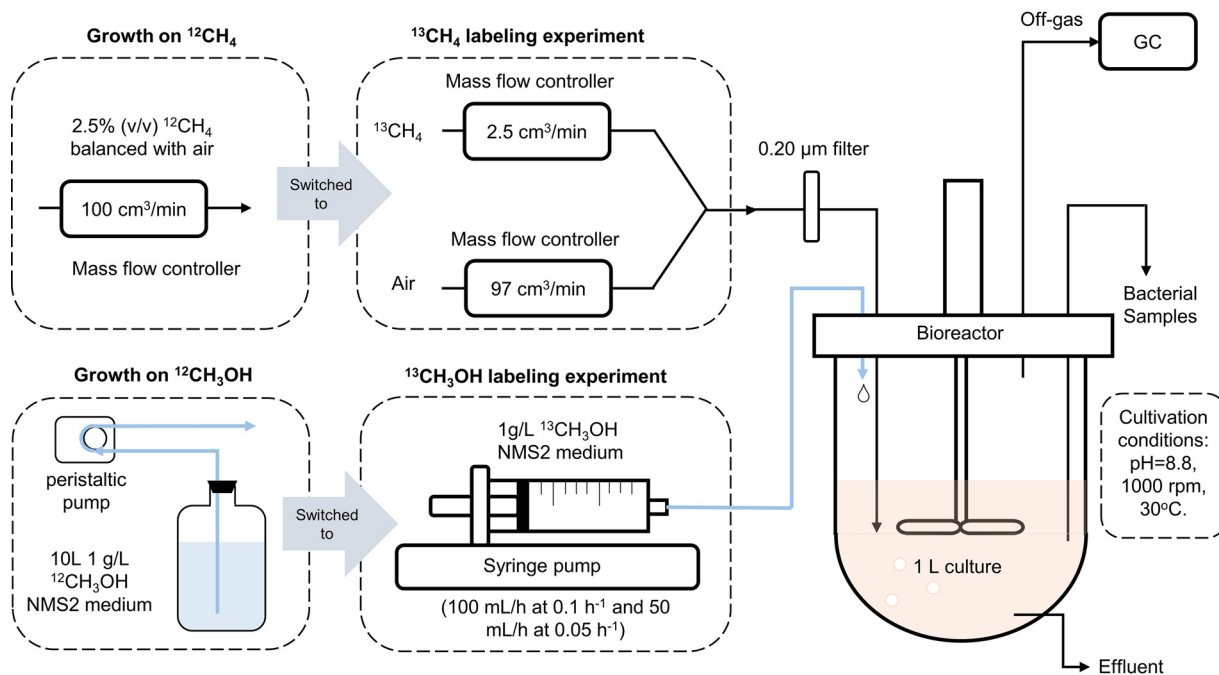 Growth on ¹²CH₄
2.5% (v/v) ¹²CH₄
balanced with air
100 cm³/min
Mass flow controller
Switched
to
¹³CH₄ labeling experiment
Mass flow controller
¹³CH₄
2.5 cm³/min
Mass flow controller
Air
97 cm³/min
0.20 µm filter
Off-gas
GC
Bacterial
Samples
Bioreactor
1 L culture
Cultivation
conditions:
pH=8.8,
1000 rpm,
30ᵒC.
Effluent
Growth on ¹²CH₃OH
peristaltic
pump
10L 1 g/L
¹²CH₃OH
NMS2 medium
Switched
to
¹³CH₃OH labeling experiment
1g/L ¹³CH₃OH
NMS2 medium
Syringe pump
(100 mL/h at 0.1 h⁻¹ and 50
mL/h at 0.05 h⁻¹)